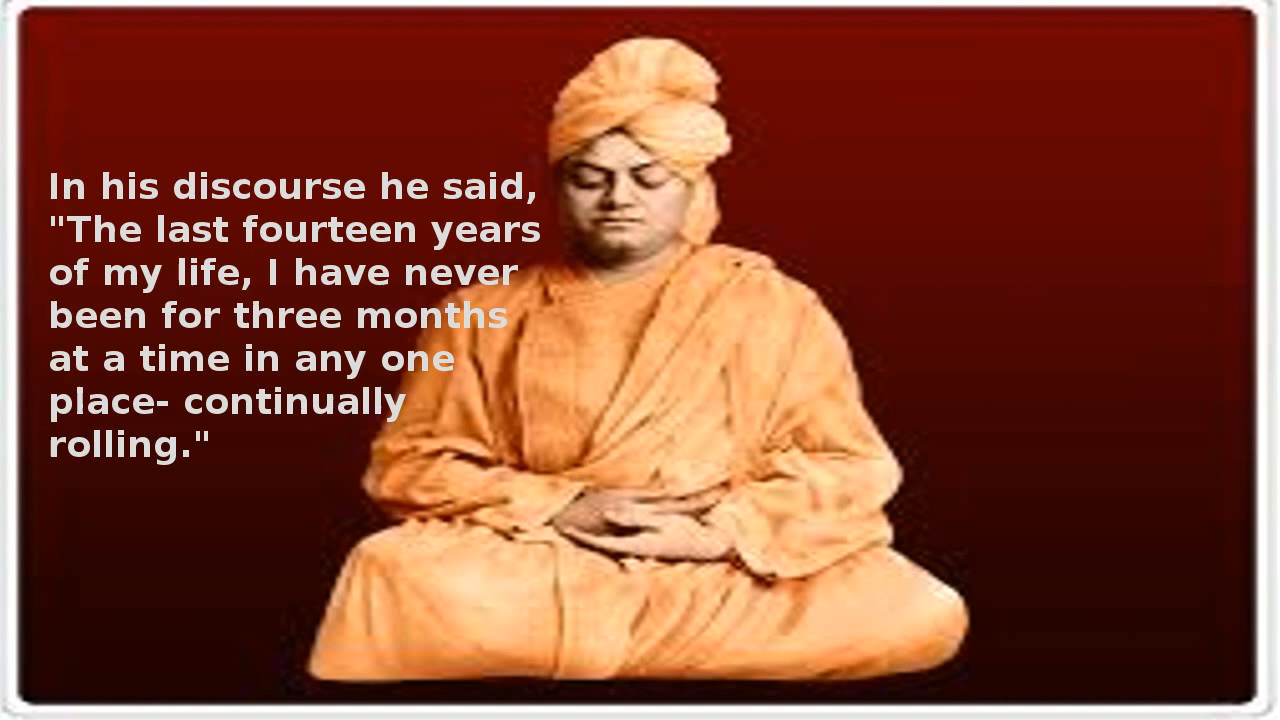 In his discourse he said,
"The last fourteen years
of my life, I have never
been for three months
at a time in any one
place- continually
rolling."